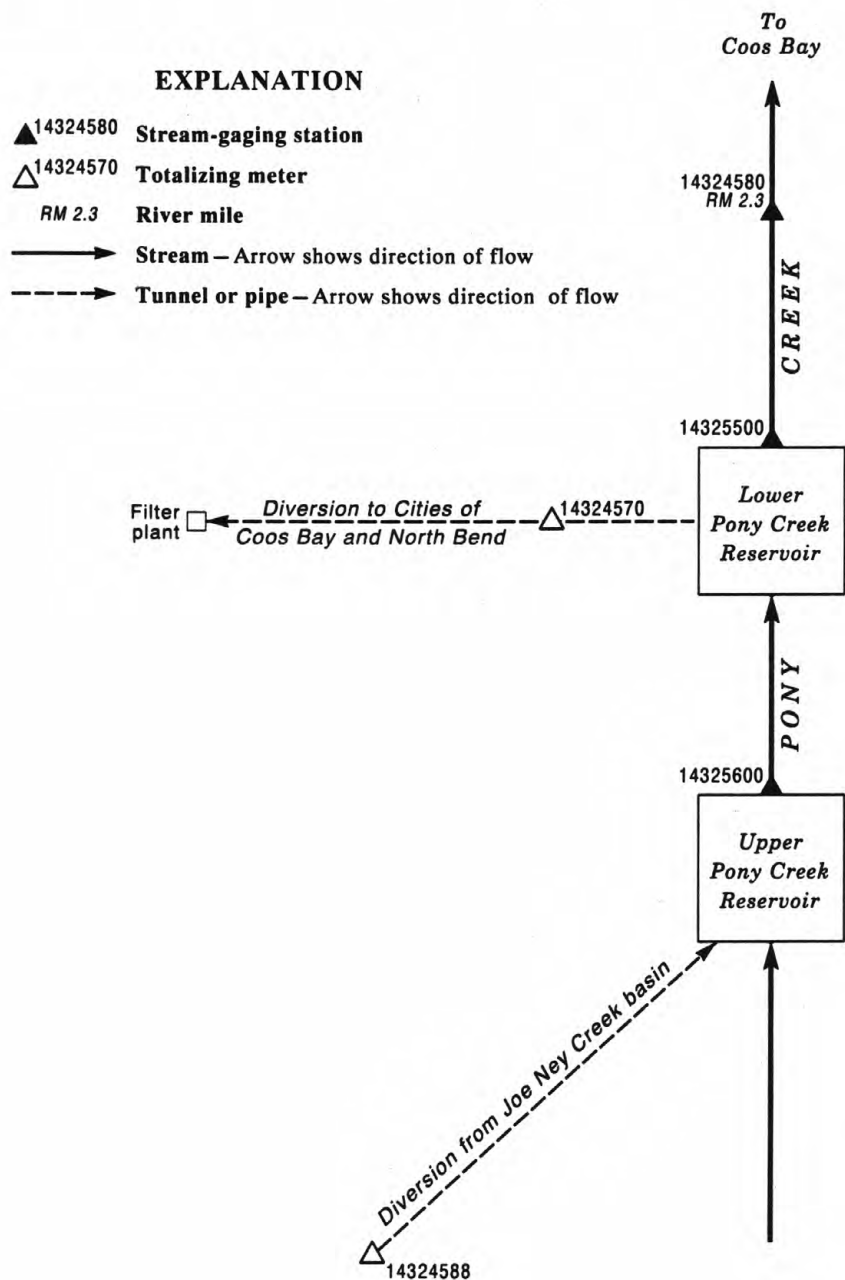 To
Coos Bay
EXPLANATION
14324580 Stream-gaging station
14324570 Totalizing meter
RM 2.3 River mile
Stream — Arrow shows direction of flow
Tunnel or pipe — Arrow shows direction of flow
14324580
RM 2.3
CREEK
14325500
Lower
Pony Creek
Reservoir
14324570
Diversion to Cities of
Coos Bay and North Bend
Filter
plant
PONY
14325600
Upper
Pony Creek
Reservoir
Diversion from Joe Ney Creek basin
14324588